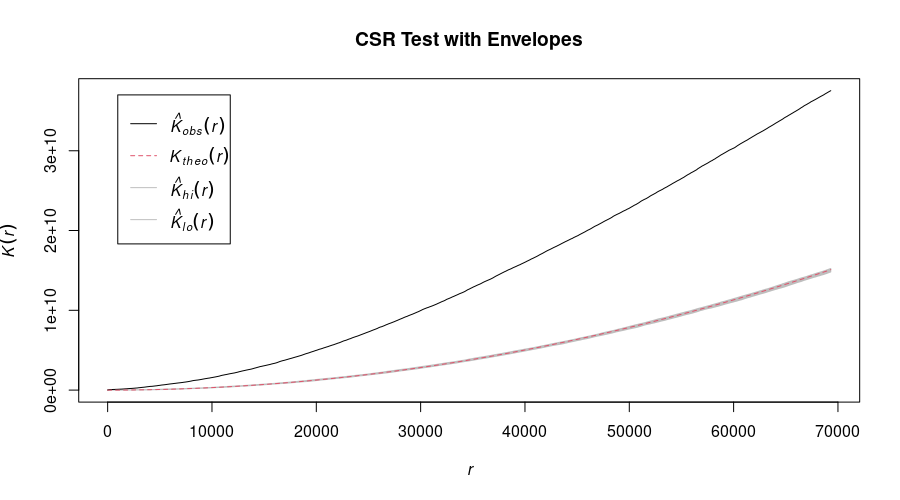 CSR Test with Envelopes
K̂obs(r)
Ktheo(r)
K̂hi(r)
K̂lo(r)
K(r)
3e+10
2e+10
1e+10
0e+00
0 10000 20000 30000 40000 50000 60000 70000
r